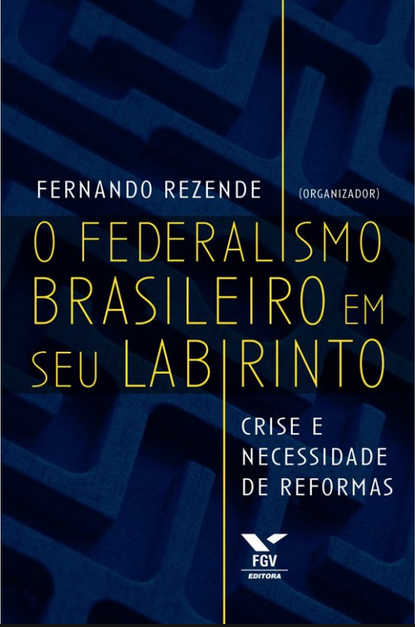 FERNANDO REZENDE (ORGANIZADOR)
O FEDERALISMO
BRASILEIRO EM
SEU LABIRINTO
CRISE E
NECESSIDADE
DE REFORMAS
FGV
EDITORA